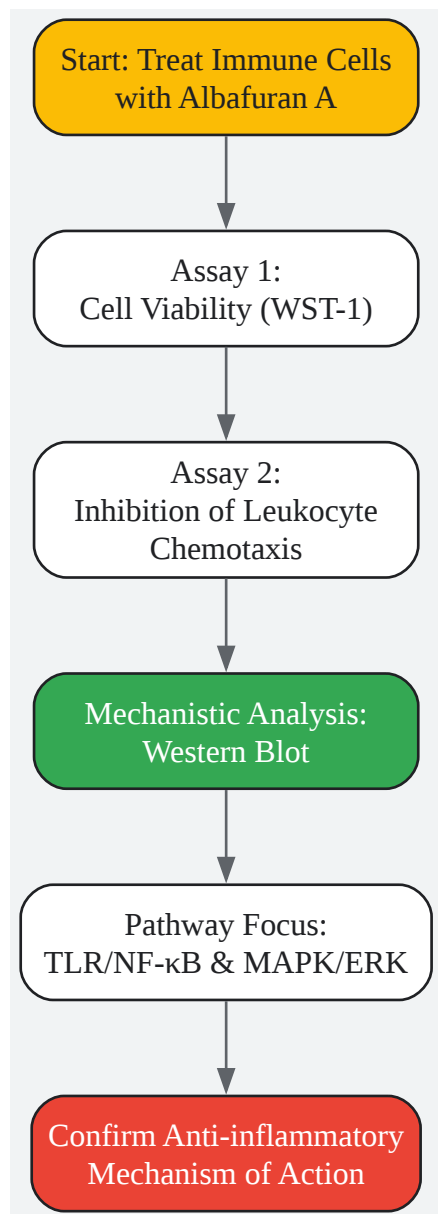 Start: Treat Immune Cells
with Albafuran A
Assay 1:
Cell Viability (WST-1)
Assay 2:
Inhibition of Leukocyte
Chemotaxis
Mechanistic Analysis:
Western Blot
Pathway Focus:
TLR/NF-κB & MAPK/ERK
Confirm Anti-inflammatory
Mechanism of Action